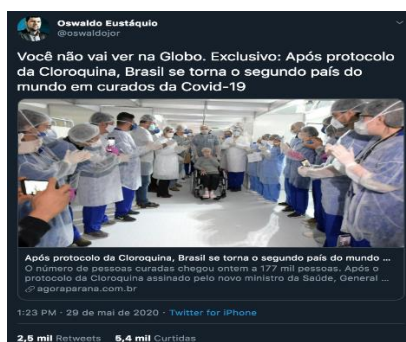 Oswaldo Eustáquio
@oswaldojor
Você não vai ver na Globo. Exclusivo: Após protocolo
da Cloroquina, Brasil se torna o segundo país do
mundo em curados da Covid-19
Após protocolo da Cloroquina, Brasil se torna o segundo país do mundo ...
O número de pessoas curadas chegou ontem a 177 mil pessoas. Após o
protocolo da Cloroquina assinado pelo novo ministro da Saúde, General ...
agoraparana.com.br
1:23 PM · 29 de mai de 2020 · Twitter for iPhone
2,5 mil Retweets 5,4 mil Curtidas